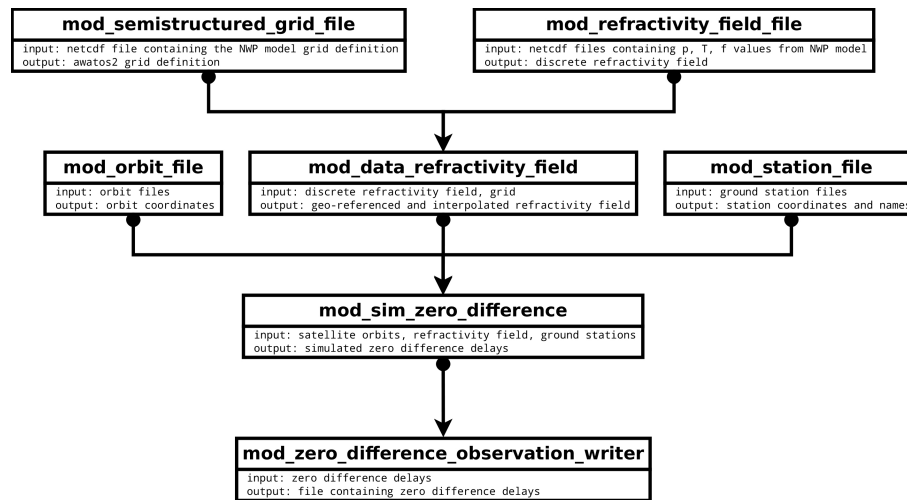 mod_semistructured_grid_file
input: netcdf file containing the NWP model grid definition
output: awatos2 grid definition
mod_refractivity_field_file
input: netcdf files containing p, T, f values from NWP model
output: discrete refractivity field
mod_orbit_file
input: orbit files
output: orbit coordinates
mod_data_refractivity_field
input: discrete refractivity field, grid
output: geo-referenced and interpolated refractivity field
mod_station_file
input: ground station files
output: station coordinates and names
mod_sim_zero_difference
input: satellite orbits, refractivity field, ground stations
output: simulated zero difference delays
mod_zero_difference_observation_writer
input: zero difference delays
output: file containing zero difference delays